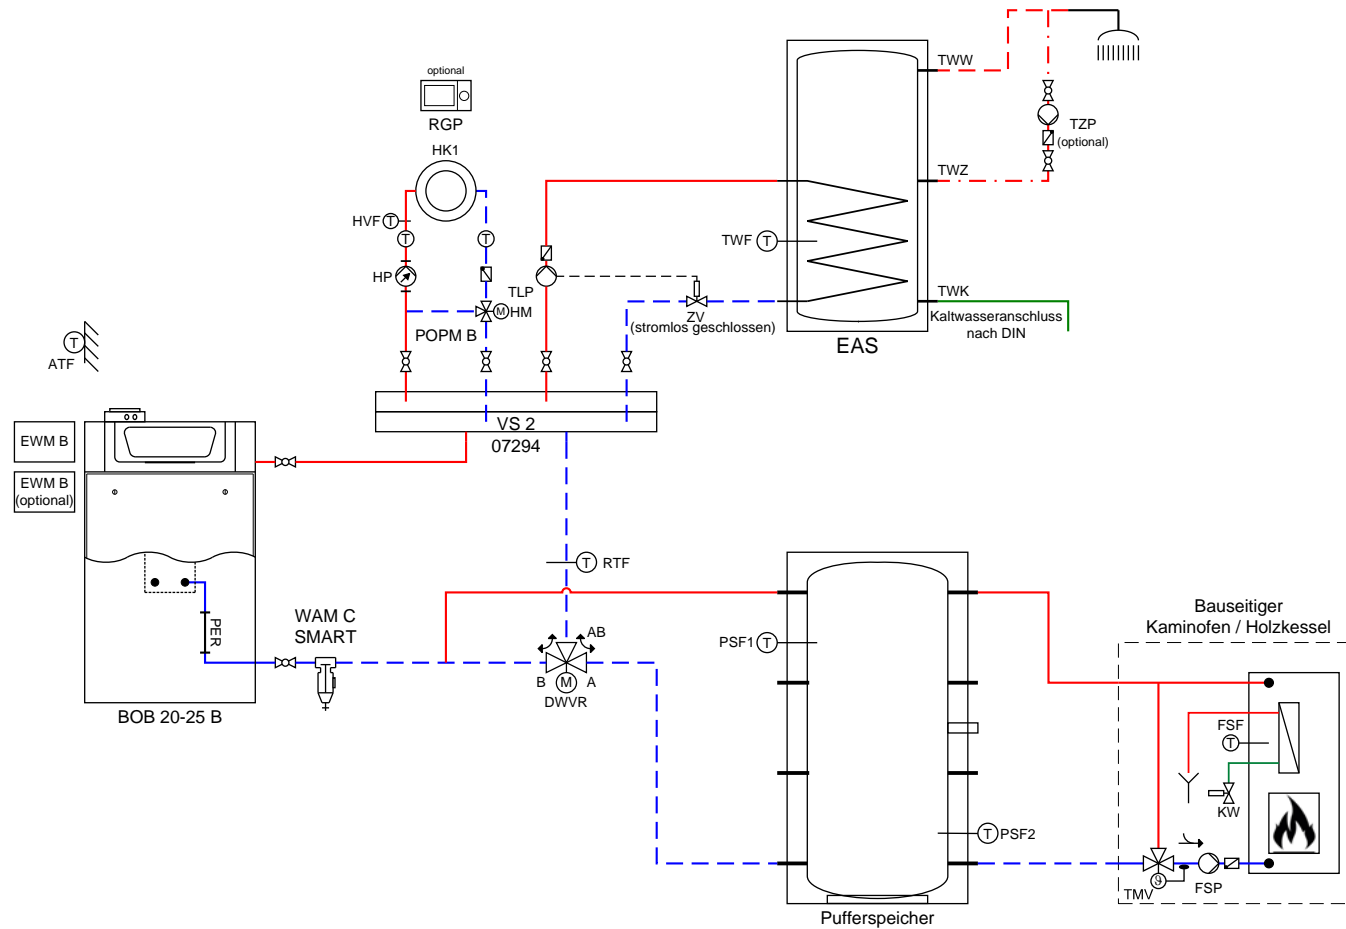 optional
RGP
HK1
HVF T
T
T
HP
M HM
POPM B
TLP
ZV
(stromlos geschlossen)
TWW
TZP
(optional)
TWZ
TWF T
TWK
Kaltwasseranschluss
nach DIN
EAS
T
ATF
VS 2
07294
EWM B
EWM B
(optional)
PER
BOB 20-25 B
WAM C
SMART
T RTF
AB
B
M
A
DWVR
PSF1 T
T PSF2
Pufferspeicher
Bauseitiger
Kaminofen / Holzkessel
FSF
T
KW
TMV
ϑ
FSP